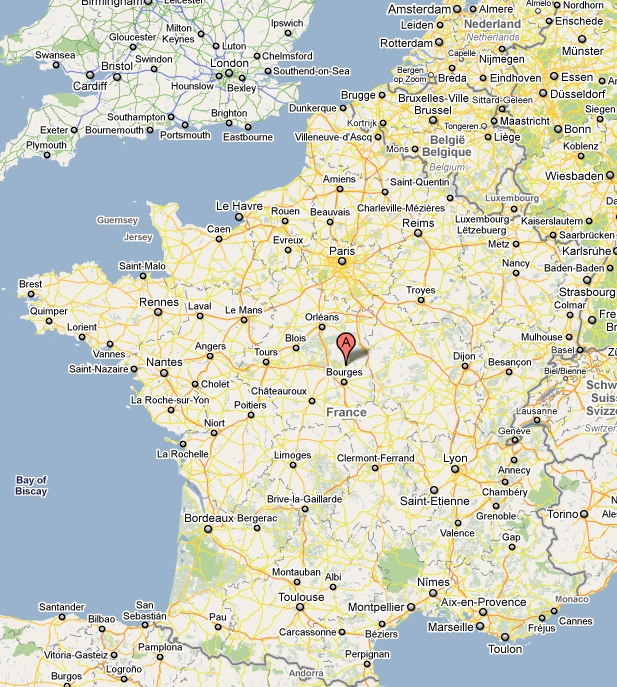 Birmingham
Leicester
Amsterdam
Almere
Almelo
Nordhorn
Leiden
Nederland
Netherlands
Enschede
Ipswich
Milton
Keynes
Gloucester
Luton
Rotterdam
Münster
Swansea
Swindon
Chelmsford
Capelle
Nijmegen
Bristol
London
Southend-on-Sea
Bergen
op Zoom
Breda
Eindhoven
Essen
Cardiff
Hounslow
Bexley
Brugge
Bruxelles-Ville
Brussel
Sittard-Geleen
Düsseldorf
Dunkerque
Southampton
Brighton
Kortrijk
Tongeren
Maastricht
Siegen
Exeter
Bournemouth
Portsmouth
Eastbourne
Villeneuve-d'Ascq
Liège
Bonn
Plymouth
Mons
België
Belgique
Belgium
Koblenz
Wiesbaden
Amiens
Saint-Quentin
Luxembourg
Guernsey
Jersey
Le Havre
Rouen
Beauvais
Charleville-Mézières
Luxembourg-
Lëtzebuerg
Kaiserslautern
Caen
Reims
Saarbrücken
Evreux
Paris
Metz
Karlsruhe
Saint-Malo
Nancy
Baden-Baden
Brest
Troyes
Strasbourg
Quimper
Rennes
Laval
Le Mans
Orléans
Colmar
Fre
Br
Lorient
Vannes
Angers
Tours
Blois
A
Mulhouse
Basel
Zü
Saint-Nazaire
Nantes
Bourges
Dijon
Besançon
Biel/Bienne
Cholet
Châteauroux
Schw
Suis
Svizze
Switzer
La Roche-sur-Yon
Poitiers
France
Lausanne
Niort
Genève
La Rochelle
Limoges
Clermont-Ferrand
Lyon
Annecy
Bay of
Biscay
Chambéry
Saint-Etienne
Brive-la-Gaillarde
Grenoble
Torino
Ales
Bordeaux
Bergerac
Valence
Gap
Montauban
Albi
Nîmes
Santander
San
Sebastián
Toulouse
Montpellier
Aix-en-Provence
Monaco
Bilbao
Pau
Carcassonne
Béziers
Marseille
Fréjus
Cannes
Vitoria-Gasteiz
Pamplona
Toulon
Perpignan
Logroño
Andorra
Burgos